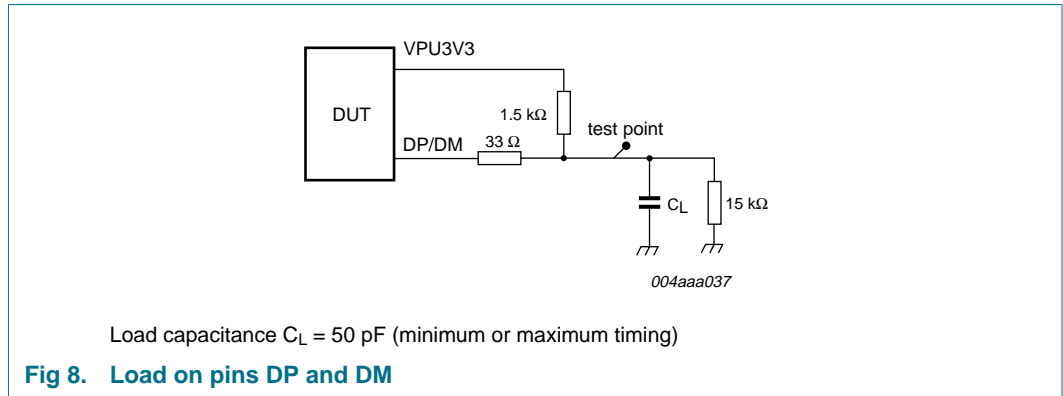 VPU3V3
DUT
1.5 kΩ
test point
DP/DM
33 Ω
CL
15 kΩ
004aaa037
Load capacitance CL = 50 pF (minimum or maximum timing)
Fig 8. Load on pins DP and DM